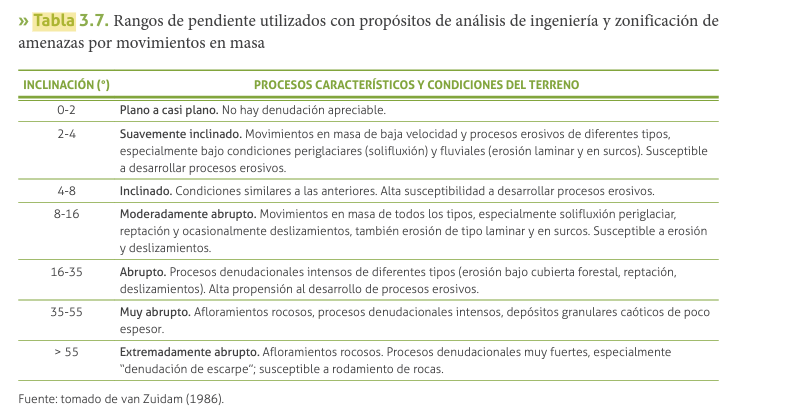 » Tabla 3.7. Rangos de pendiente utilizados con propósitos de análisis de ingeniería y zonificación de
amenazas por movimientos en masa
INCLINACIÓN (°) PROCESOS CARACTERÍSTICOS Y CONDICIONES DEL TERRENO
0-2 Plano a casi plano. No hay denudación apreciable.
2-4 Suavemente inclinado. Movimientos en masa de baja velocidad y procesos erosivos de diferentes tipos,
especialmente bajo condiciones periglaciares (solifluxión) y fluviales (erosión laminar y en surcos). Susceptible
a desarrollar procesos erosivos.
4-8 Inclinado. Condiciones similares a las anteriores. Alta susceptibilidad a desarrollar procesos erosivos.
8-16 Moderadamente abrupto. Movimientos en masa de todos los tipos, especialmente solifluxión periglaciar,
reptación y ocasionalmente deslizamientos, también erosión de tipo laminar y en surcos. Susceptible a erosión
y deslizamientos.
16-35 Abrupto. Procesos denudacionales intensos de diferentes tipos (erosión bajo cubierta forestal, reptación,
deslizamientos). Alta propensión al desarrollo de procesos erosivos.
35-55 Muy abrupto. Afloramientos rocosos, procesos denudacionales intensos, depósitos granulares caóticos de poco
espesor.
> 55 Extremadamente abrupto. Afloramientos rocosos. Procesos denudacionales muy fuertes, especialmente
“denudación de escarpe”; susceptible a rodamiento de rocas.
Fuente: tomado de van Zuidam (1986).